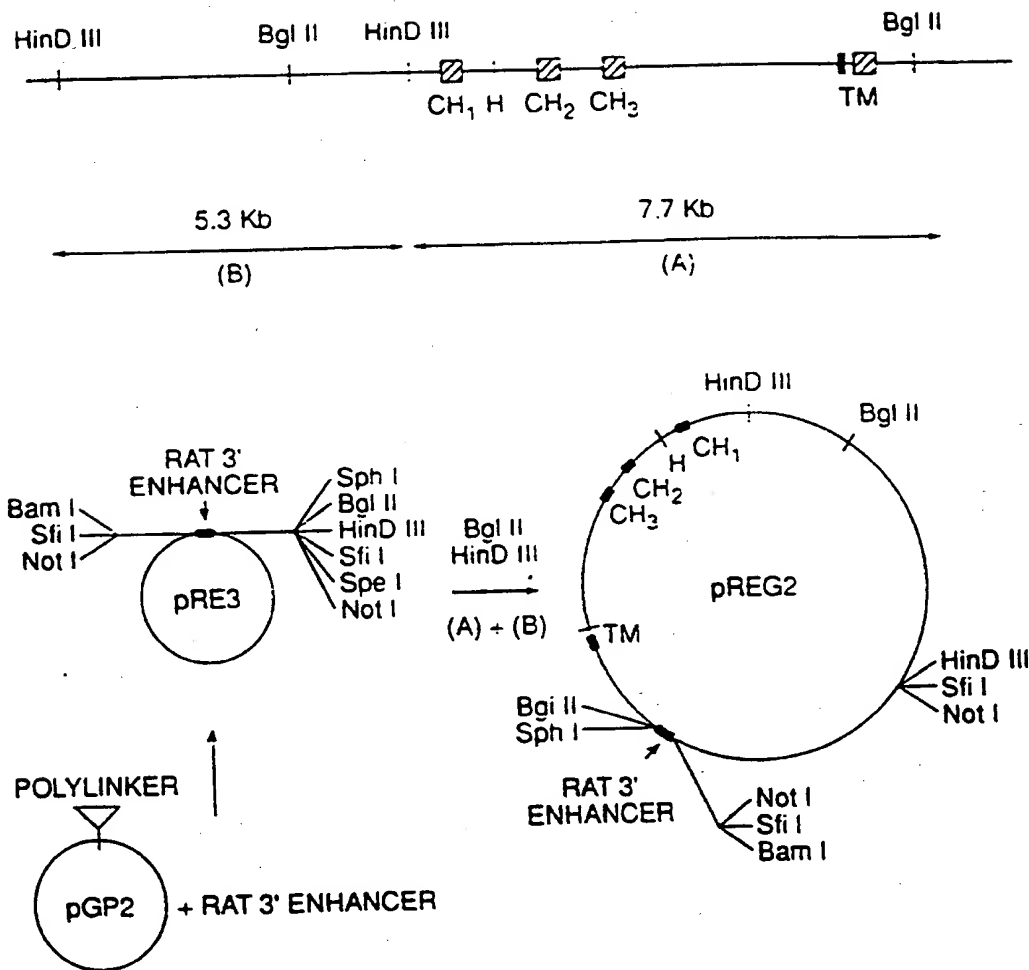 HinD III
Bgl II
HinD III
Bgl II
CH1
H
CH2
CH3
TM
5.3 Kb
7.7 Kb
(B)
(A)
RAT 3'
ENHANCER
Bam I
Sfi I
Not I
Sph I
Bgl II
HinD III
Sfi I
Spe I
Not I
pRE3
Bgl II
HinD III
(A) + (B)
HinD III
Bgl II
CH1
H
CH2
CH3
pREG2
TM
Bgl II
Sph I
HinD III
Sfi I
Not I
RAT 3'
ENHANCER
Not I
Sfi I
Bam I
POLYLINKER
pGP2
+ RAT 3' ENHANCER